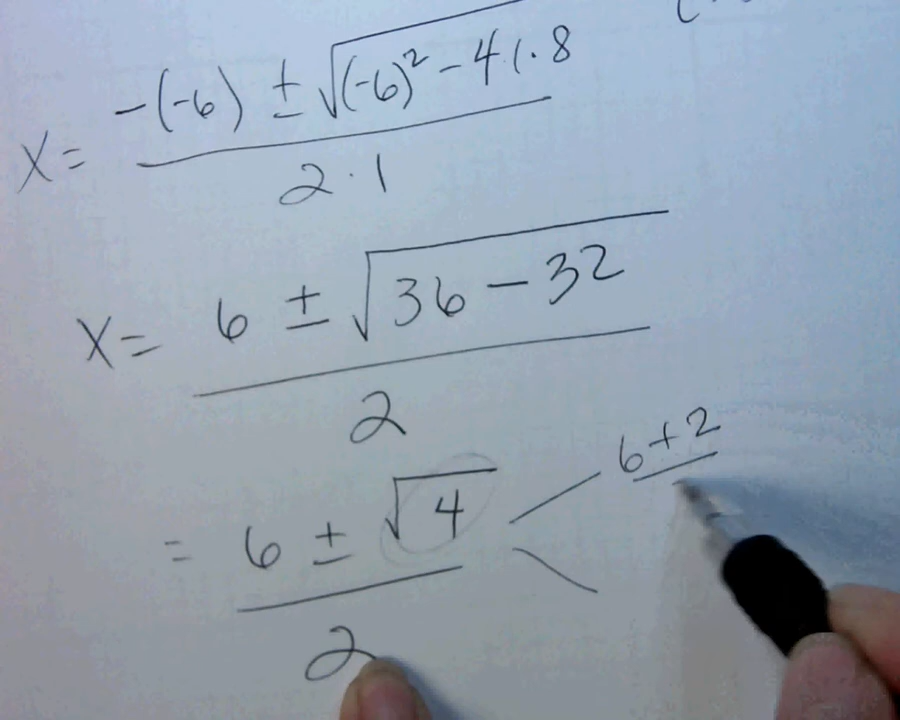 x = -(-6) ± √(-6)² - 4 1 · 8
2 · 1
x = 6 ± √36 - 32
2
= 6 ± √4
2
6 + 2